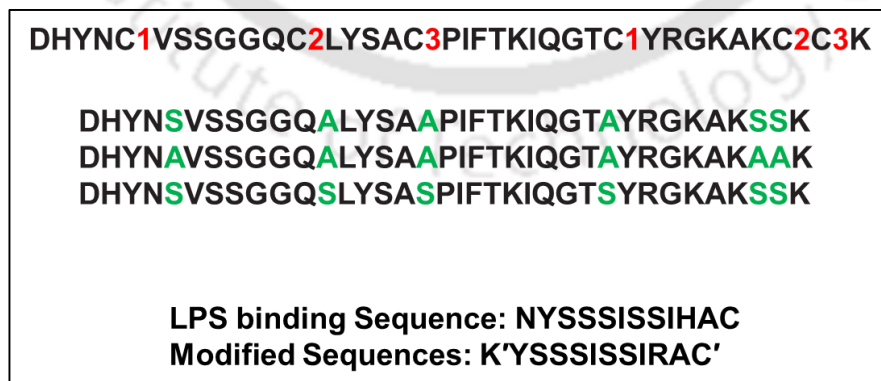 DHYNC1VSSGGQC2LYSAC3PIFTKIQGTC1YRGKAKC2C3K
DHYNSVSSGGQALYSAAPIFTKIQGTAYRGKAKSSK
DHYNAVSSGGQALYSAAPIFTKIQGTAYRGKAKAAK
DHYNSVSSGGQSLYSASPIFTKIQGTSYRGKAKSSK
LPS binding Sequence: NYSSSISSIHAC
Modified Sequences: K′YSSSISSIRAC′